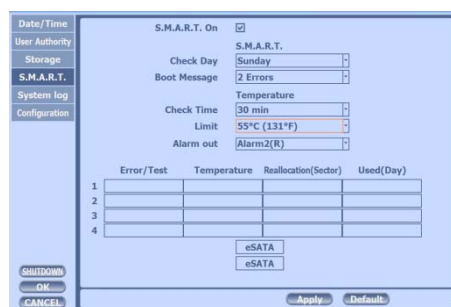 Date/Time
User Authority
Storage
S.M.A.R.T.
System log
Configuration
SHUTDOWN
OK
CANCEL
S.M.A.R.T. On
S.M.A.R.T.
Check Day Sunday
Boot Message 2 Errors
Temperature
Check Time 30 min
Limit 55°C (131°F)
Alarm out Alarm2(R)
Error/Test Temperature Reallocation(Sector) Used(Day)
1
2
3
4
eSATA
eSATA
Apply Default